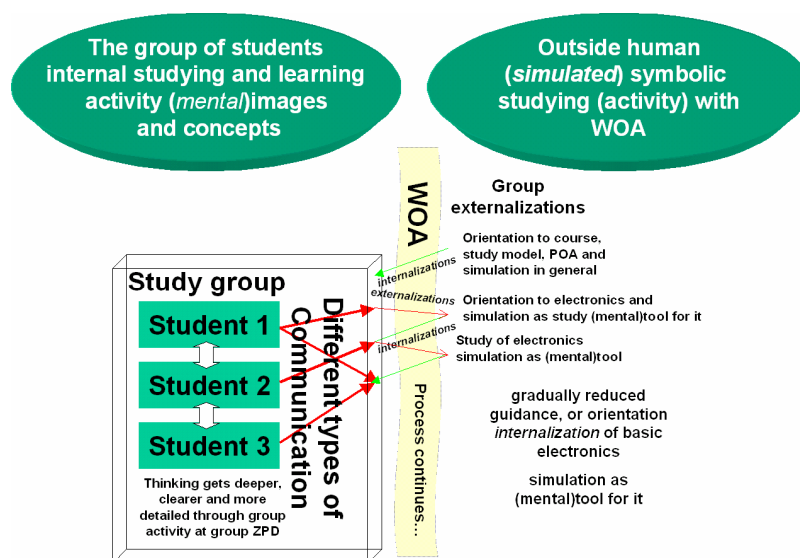 The group of students
internal studying and learning
activity (mental)images
and concepts
Outside human
(simulated) symbolic
studying (activity) with
WOA
WOA
Group
externalizations
Orientation to course,
study model, POA and
simulation in general
internalizations
externalizations
Orientation to electronics and
simulation as study (mental)tool for it
internalizations
Study of electronics
simulation as (mental)tool
Study group
Student 1
Student 2
Student 3
Different types of
Communication
Thinking gets deeper,
clearer and more
detailed through group
activity at group ZPD
Process continues...
gradually reduced
guidance, or orientation
internalization of basic
electronics
simulation as
(mental)tool for it